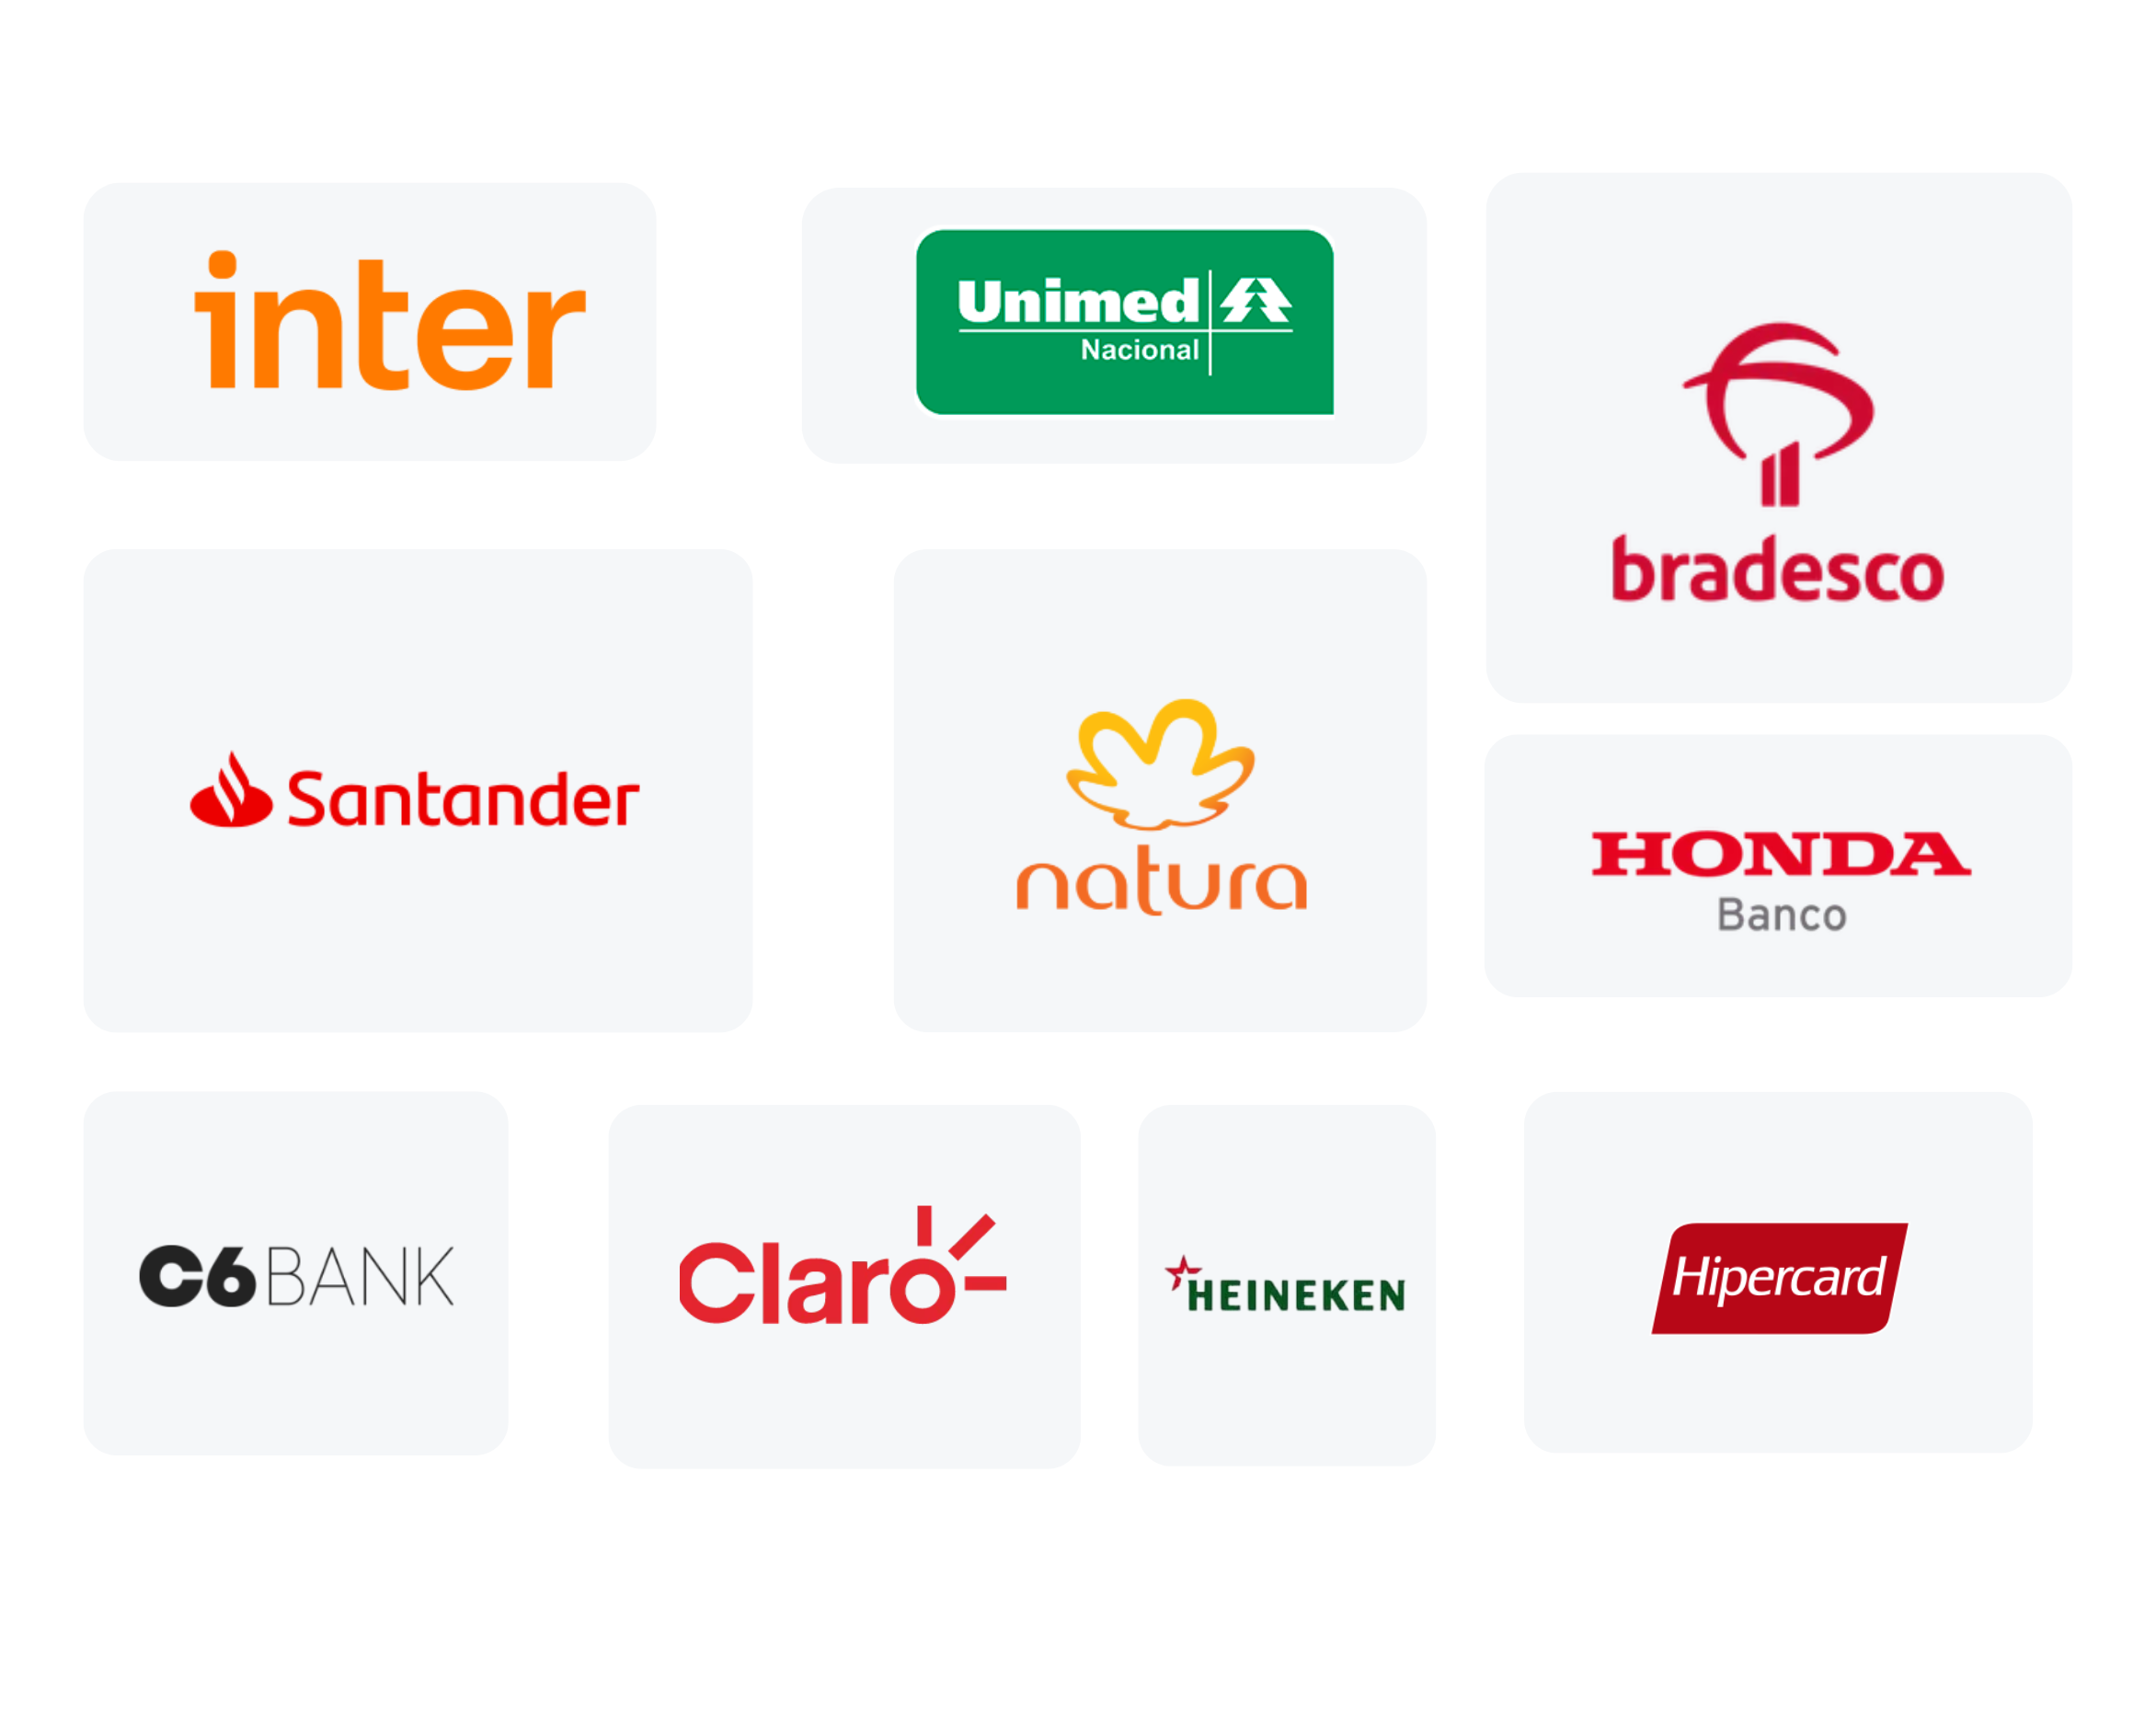 inter
Unimed
Nacional
bradesco
Santander
natura
HONDA
Banco
C6BANK
Claro
HEINEKEN
Hipercard